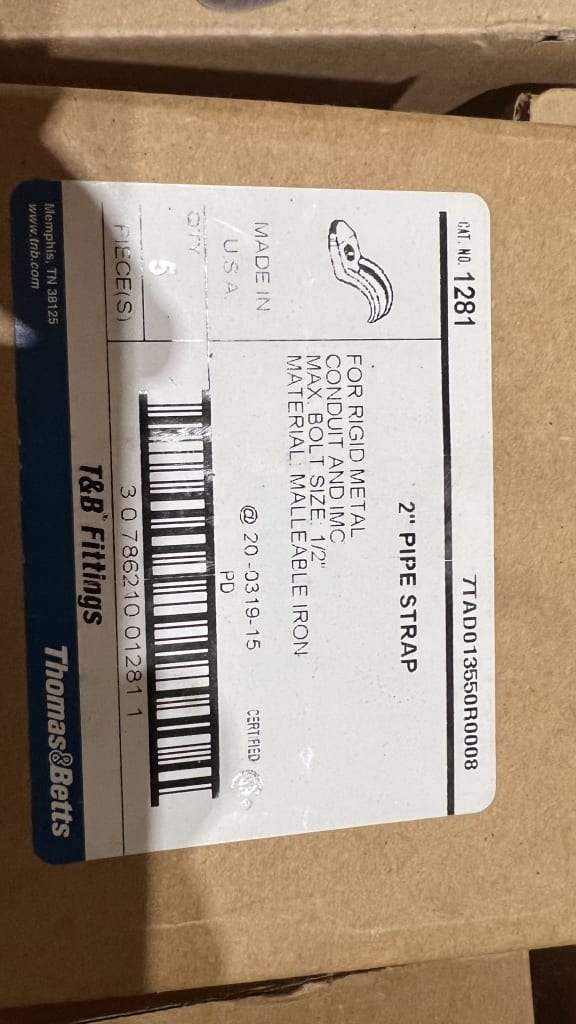 CAT. NO. 1281
7TAD013550R0008
2" PIPE STRAP
FOR RIGID METAL
CONDUIT AND IMC
MAX. BOLT SIZE: 1/2"
MATERIAL: MALLEABLE IRON
MADE IN
U.S.A.
@ 20-0319-15
PD
CERTIFIED
QTY
5
PIECE(S)
3 0 786210 01281 1
T&B® Fittings
Memphis, TN 38125
www.tnb.com
Thomas&Betts